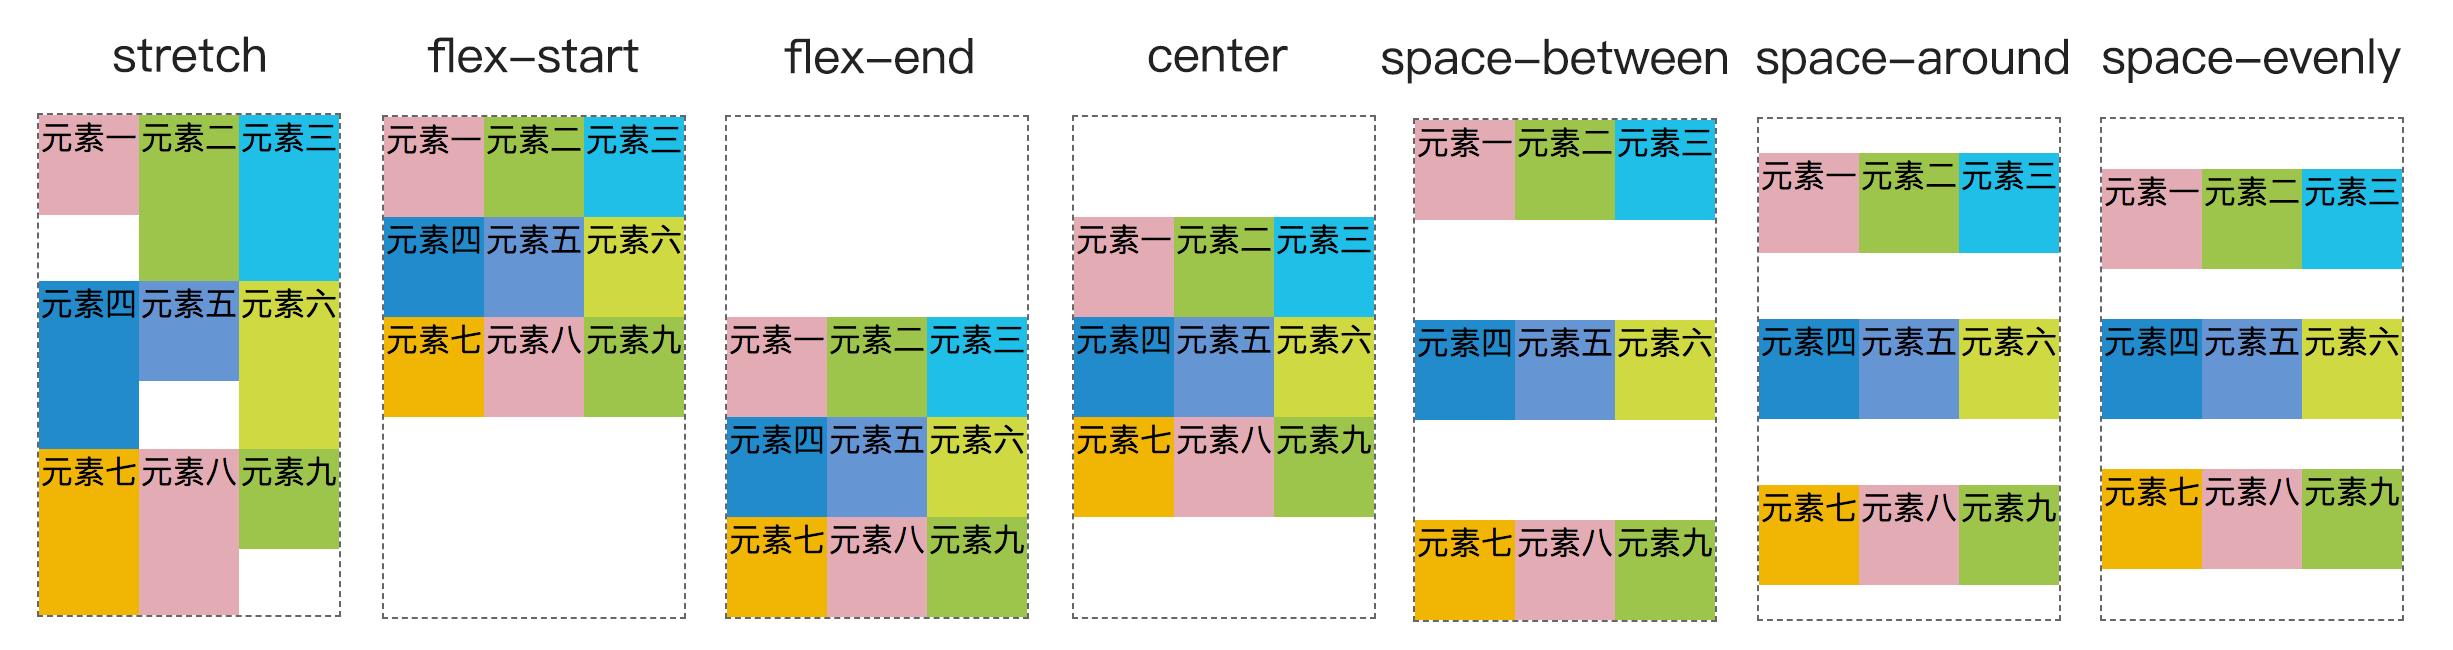 stretch
元素一 元素二 元素三
元素四 元素五 元素六
元素七 元素八 元素九
flex-start
元素一 元素二 元素三
元素四 元素五 元素六
元素七 元素八 元素九
flex-end
元素一 元素二 元素三
元素四 元素五 元素六
元素七 元素八 元素九
center
元素一 元素二 元素三
元素四 元素五 元素六
元素七 元素八 元素九
space-between
元素一 元素二 元素三
元素四 元素五 元素六
元素七 元素八 元素九
space-around
元素一 元素二 元素三
元素四 元素五 元素六
元素七 元素八 元素九
space-evenly
元素一 元素二 元素三
元素四 元素五 元素六
元素七 元素八 元素九